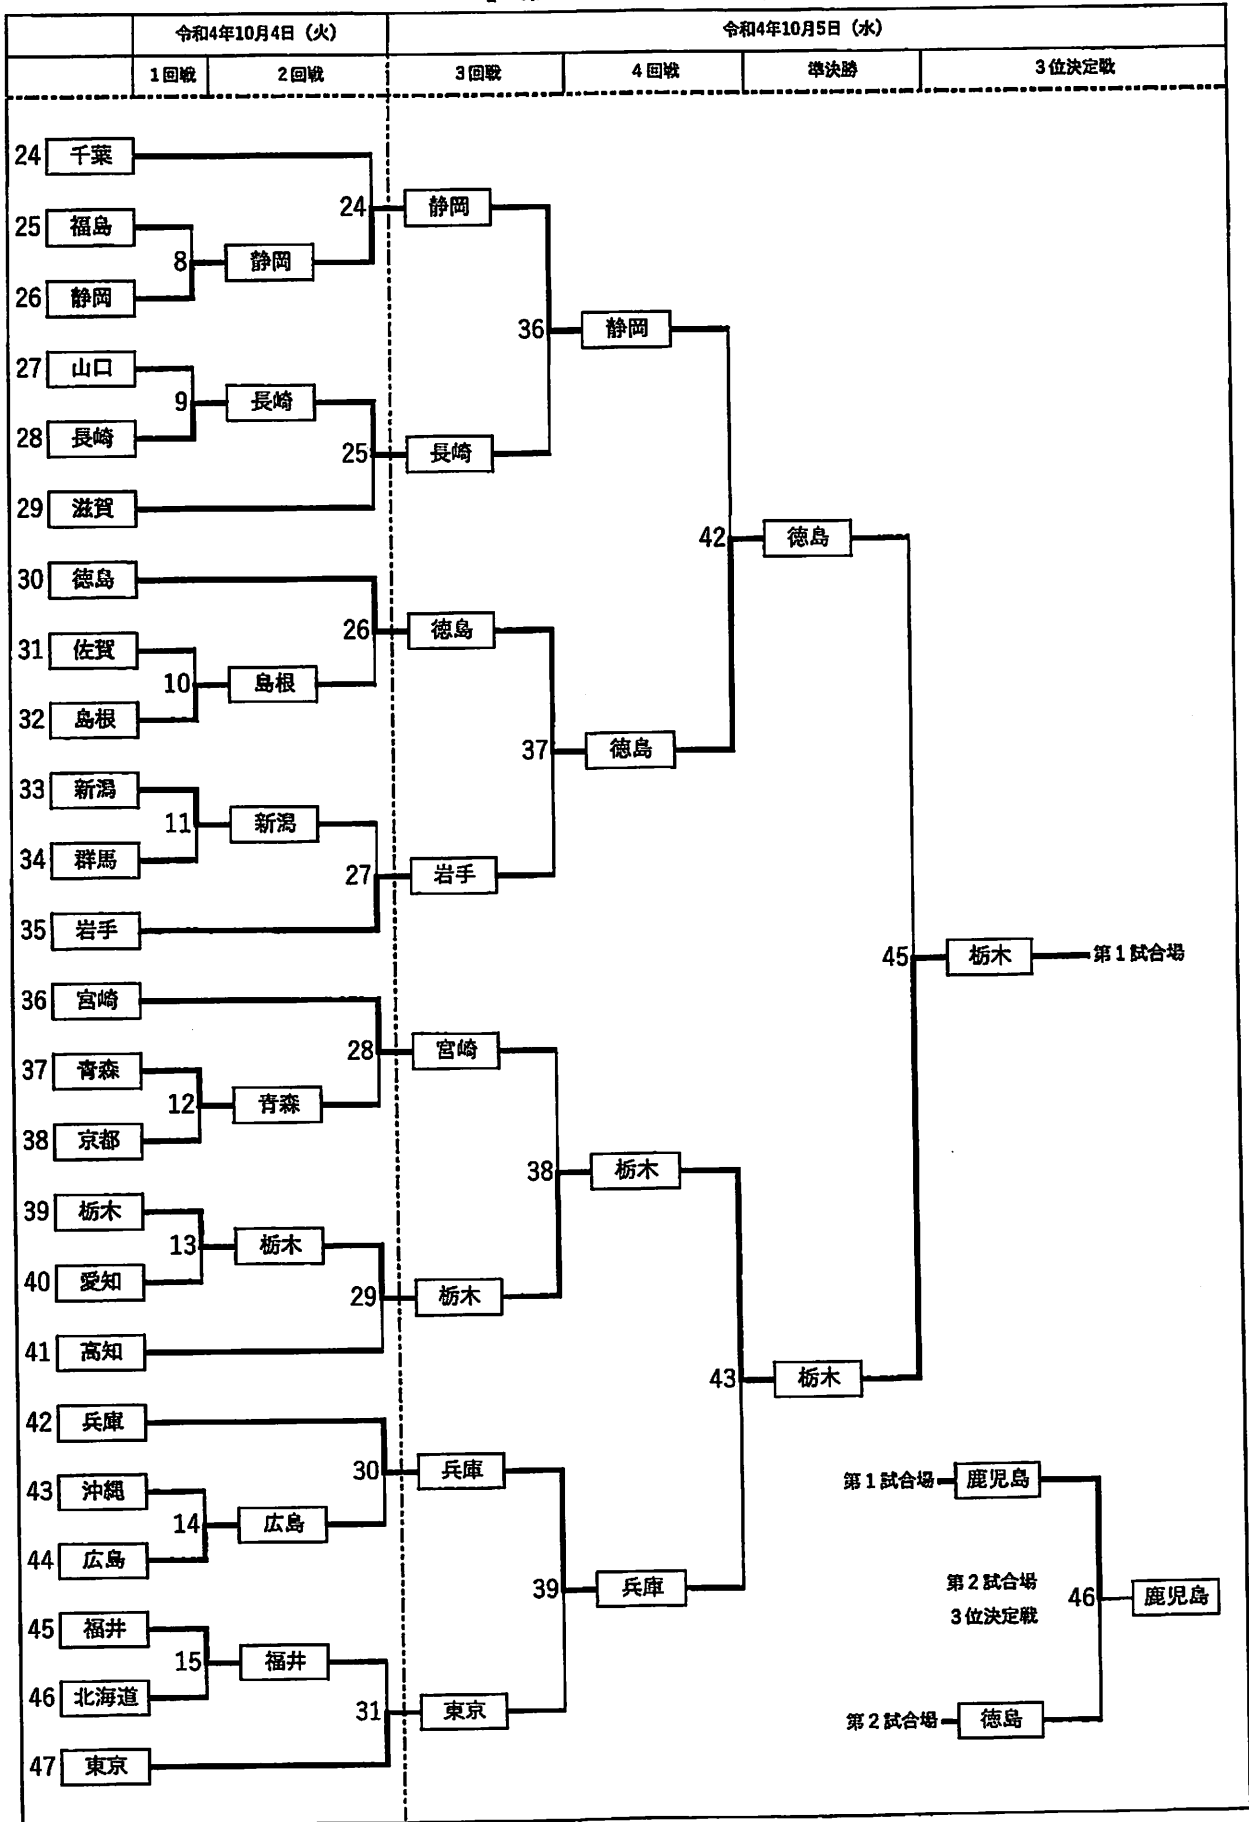 令和4年10月4日（火） 令和4年10月5日（水）
1回戦 2回戦 3回戦 4回戦 準決勝 3位決定戦
24 千葉
24 静岡
25 福島
8 静岡
26 静岡
36 静岡
27 山口
9 長崎
28 長崎
25 長崎
29 滋賀
42 徳島
30 徳島
26 徳島
31 佐賀
10 島根
32 島根
37 徳島
33 新潟
11 新潟
34 群馬
27 岩手
35 岩手
45 栃木 第1試合場
36 宮崎
28 宮崎
37 青森
12 青森
38 京都
38 栃木
39 栃木
13 栃木
40 愛知
29 栃木
41 高知
43 栃木
42 兵庫
30 兵庫
第1試合場 鹿児島
43 沖縄
14 広島
44 広島
39 兵庫
第2試合場
3位決定戦
46 鹿児島
45 福井
15 福井
46 北海道
31 東京
第2試合場 徳島
47 東京